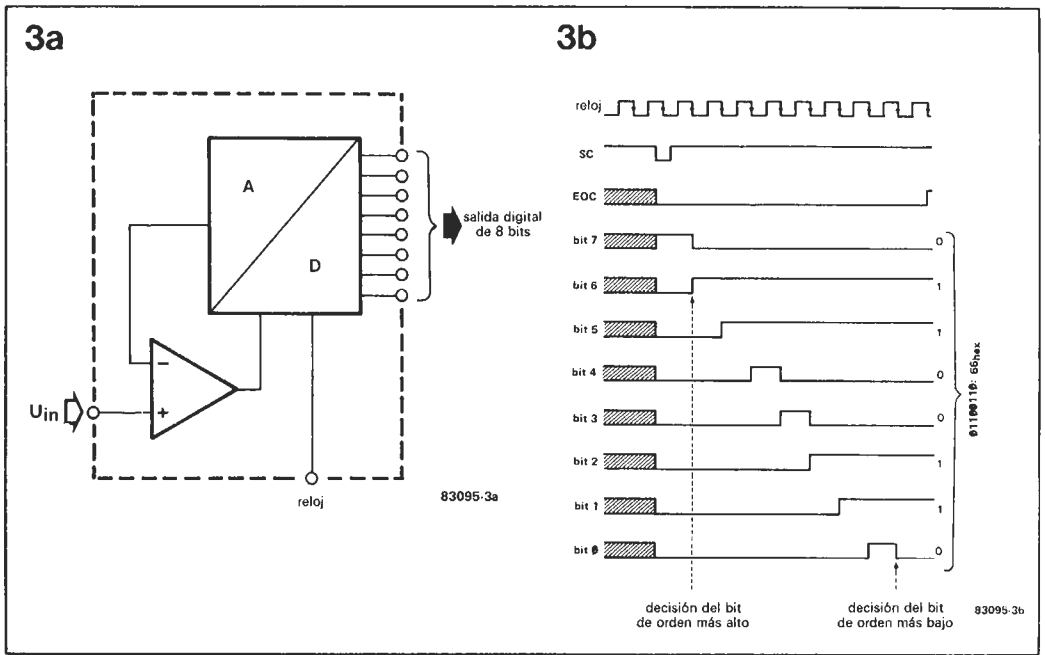 3a
A
D
salida digital
de 8 bits
−
+
Uin
reloj
83095-3a
3b
reloj
SC
EOC
bit 7
0
bit 6
1
bit 5
1
bit 4
0
bit 3
0
bit 2
1
bit 1
1
bit 0
0
01100110: 66hex
decisión del bit
de orden más alto
decisión del bit
de orden más bajo
83095-3b